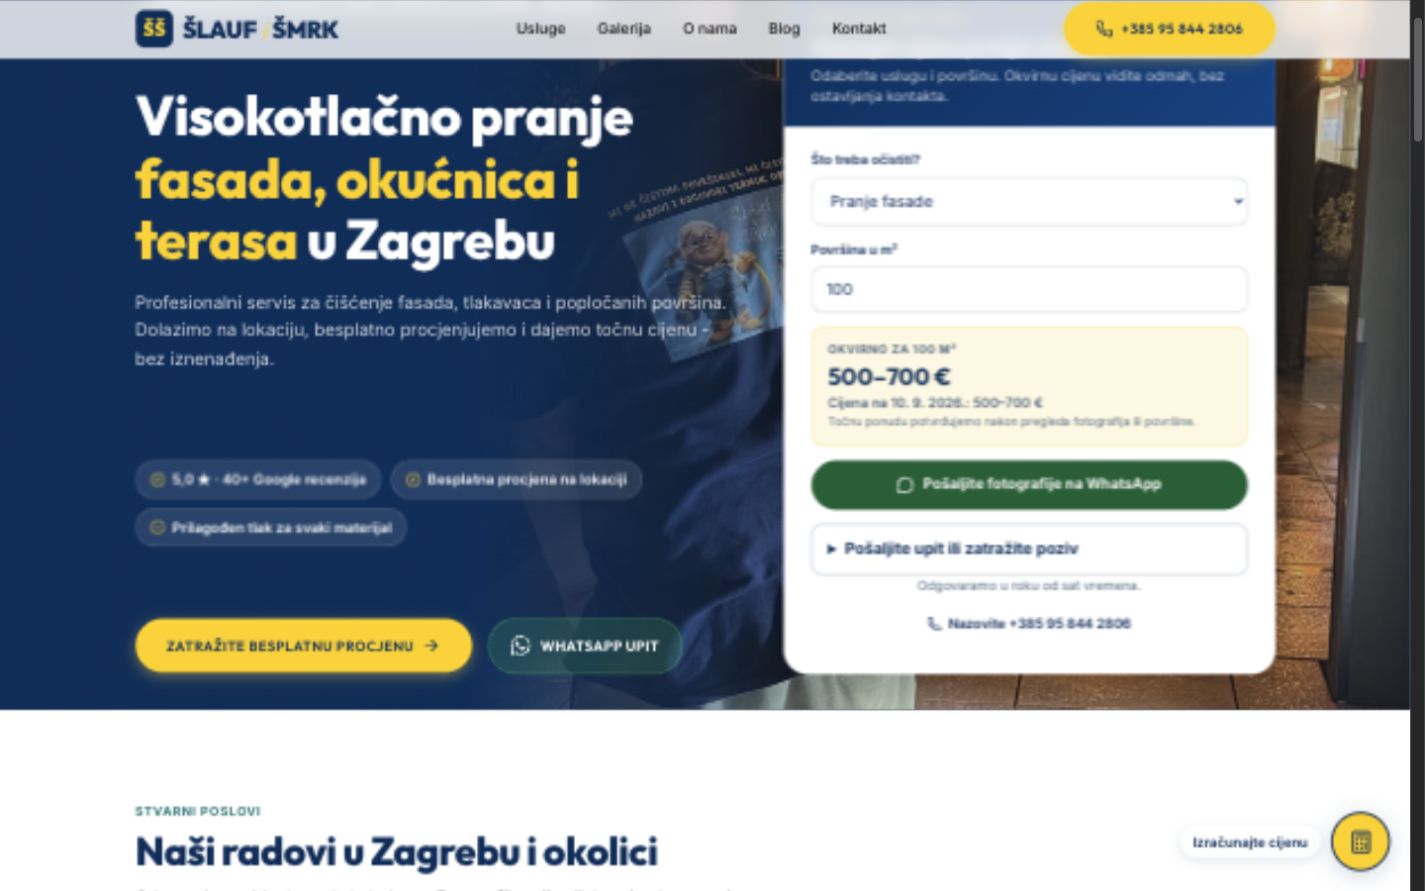 šš ŠLAUF ŠMRK
Usluge
Galerija
O nama
Blog
Kontakt
+385 95 844 2806
Visokotlačno pranje
fasada, okućnica i
terasa u Zagrebu
Profesionalni servis za čišćenje fasada, tlakavaca i popločanih površina.
Dolazimo na lokaciju, besplatno procjenjujemo i dajemo točnu cijenu -
bez iznenađenja.
5,0 ★ · 40+ Google recenzija
Besplatna procjena na lokaciji
Prilagođen tlak za svaki materijal
ZATRAŽITE BESPLATNU PROCJENU →
WHATSAPP UPIT
Odaberite uslugu i površinu. Okvirnu cijenu vidite odmah, bez
ostavljanja kontakta.
Što treba očistiti?
Pranje fasade
Površina u m²
100
OKVIRNO ZA 100 M²
500–700 €
Cijena na 10. 9. 2026.: 500–700 €
Točnu ponudu potvrđujemo nakon pregleda fotografija ili površine.
Pošaljite fotografije na WhatsApp
▶ Pošaljite upit ili zatražite poziv
Odgovaramo u roku od sat vremena.
Nazovite +385 95 844 2806
STVARNI POSLOVI
Naši radovi u Zagrebu i okolici
Izračunajte cijenu